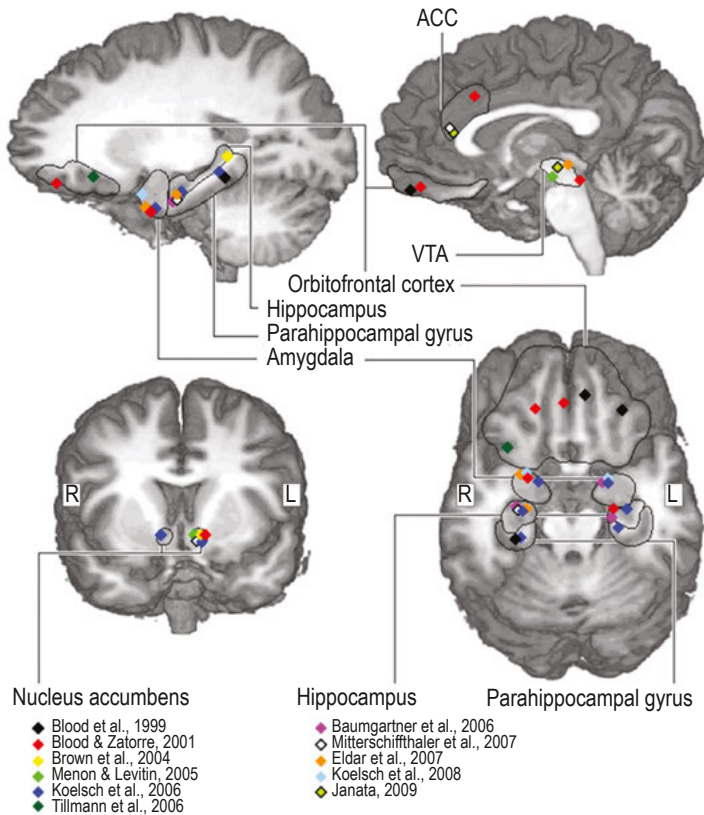 ACC
VTA
Orbitofrontal cortex
Hippocampus
Parahippocampal gyrus
Amygdala
R
L
R
L
Nucleus accumbens
Blood et al., 1999
Blood & Zatorre, 2001
Brown et al., 2004
Menon & Levitin, 2005
Koelsch et al., 2006
Tillmann et al., 2006
Hippocampus
Baumgartner et al., 2006
Mitterschiffthaler et al., 2007
Eldar et al., 2007
Koelsch et al., 2008
Janata, 2009
Parahippocampal gyrus